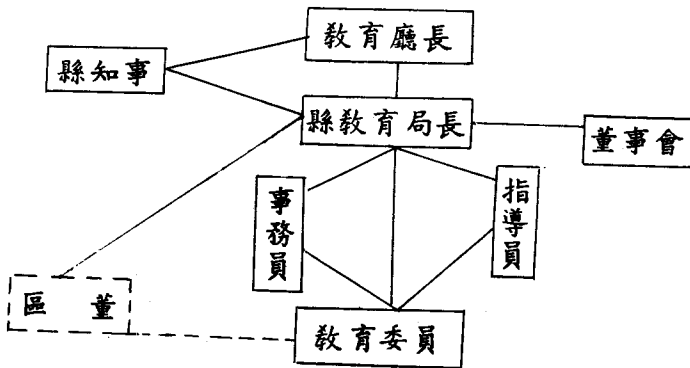 教育廳長
縣知事
縣教育局長
董事會
事務員
指導員
區董
教育委員